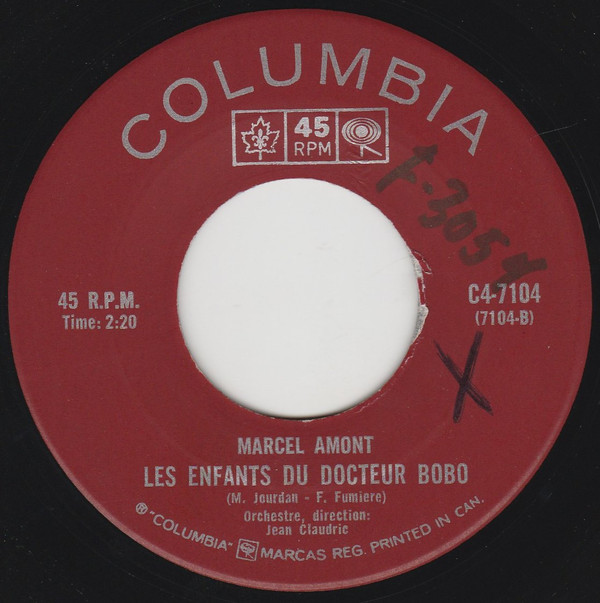 COLUMBIA
45
RPM
A-3054
45 R.P.M.
Time: 2:20
C4-7104
(7104-B)
X
MARCEL AMONT
LES ENFANTS DU DOCTEUR BOBO
(M. Jourdan - F. Fumiere)
Orchestre, direction:
Jean Claudric
® "COLUMBIA" MARCAS REG. PRINTED IN CAN.